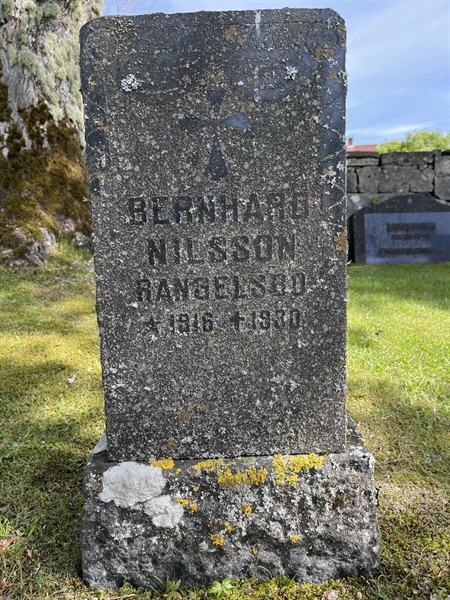 BERNHARD
NILSSON
RANGELSBO
* 1916 + 1930